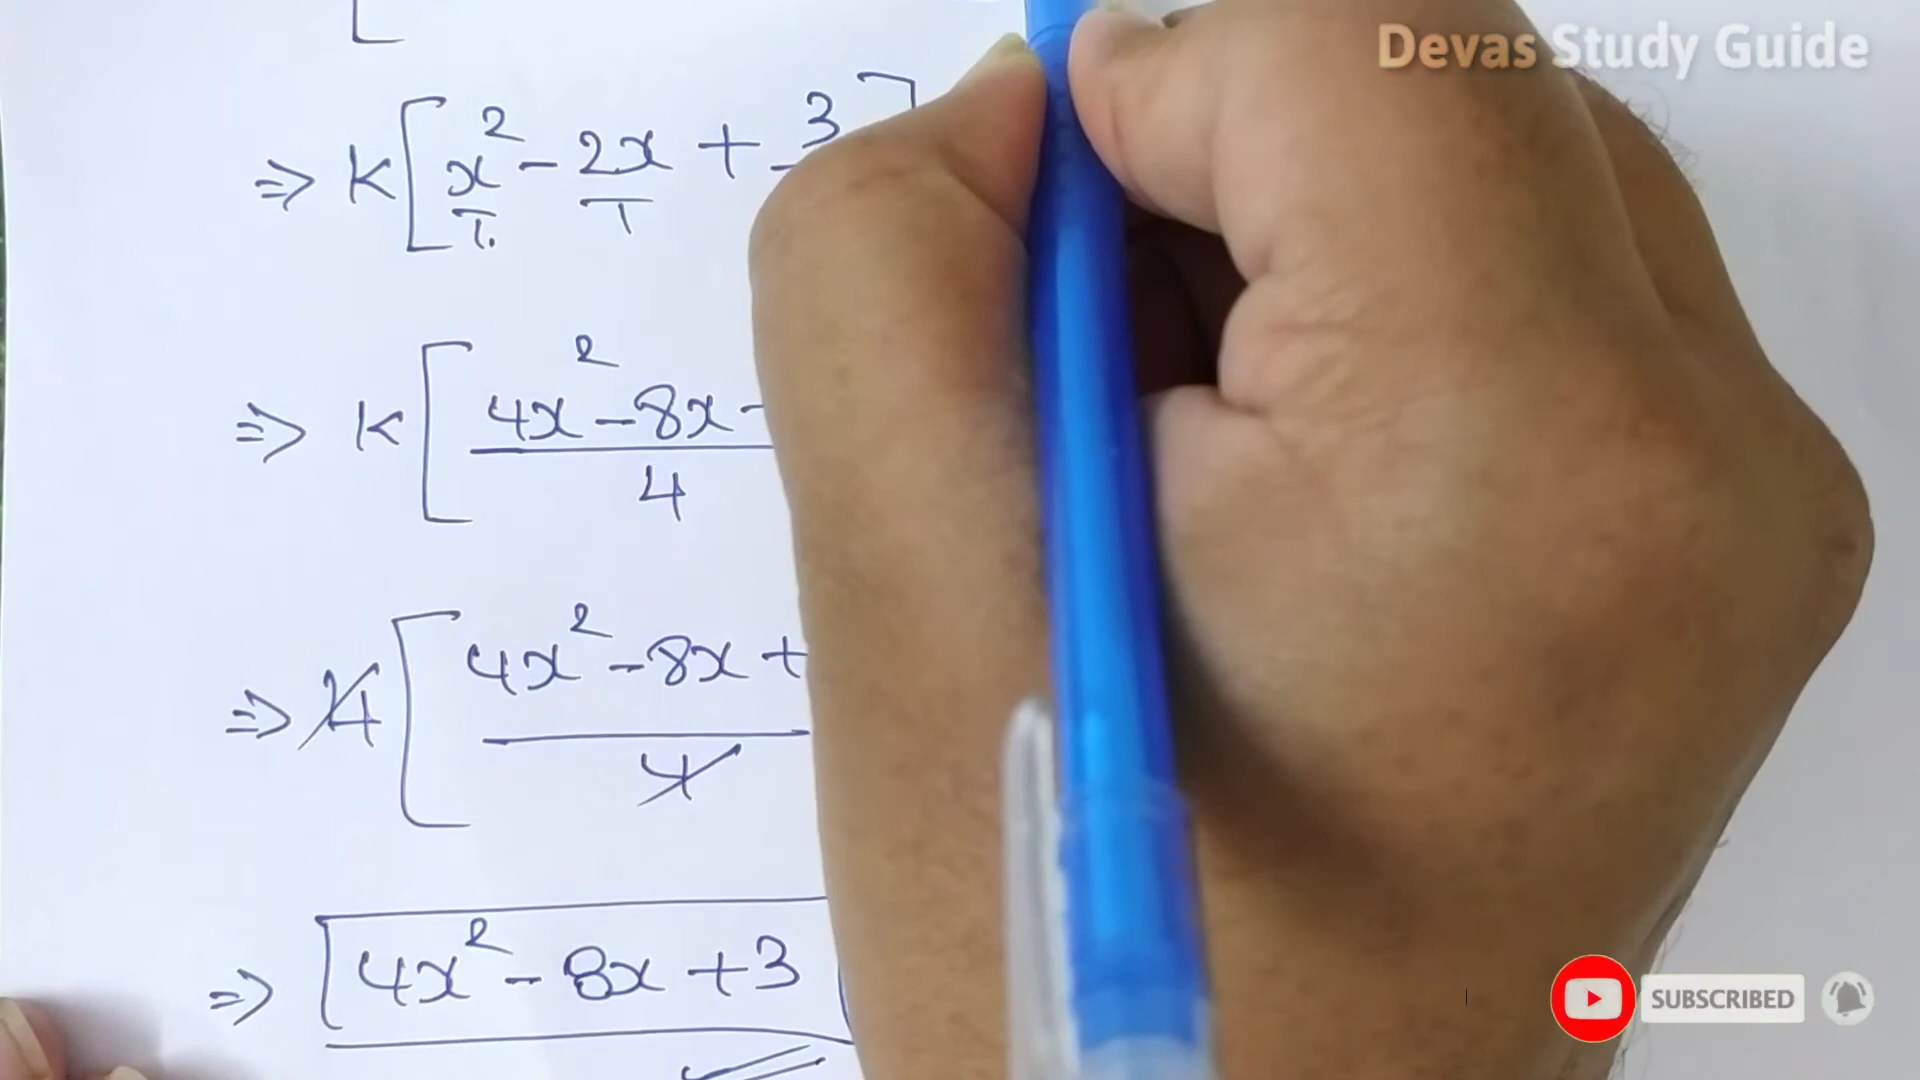 Devas Study Guide
⇒ K[x²/1 - 2x/1 + 3
⇒ K[4x² - 8x - / 4
⇒ 4[4x² - 8x + / 4
⇒ 4x² - 8x + 3
SUBSCRIBED